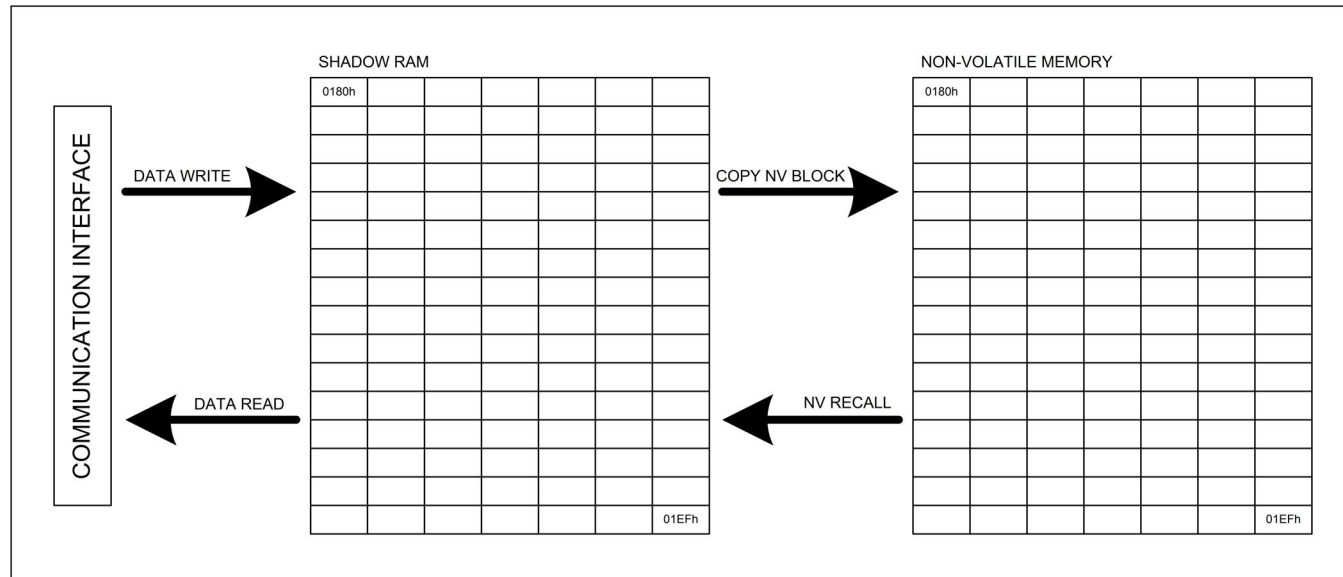 SHADOW RAM
NON-VOLATILE MEMORY
0180h
0180h
COMMUNICATION INTERFACE
DATA WRITE
COPY NV BLOCK
DATA READ
NV RECALL
01EFh
01EFh